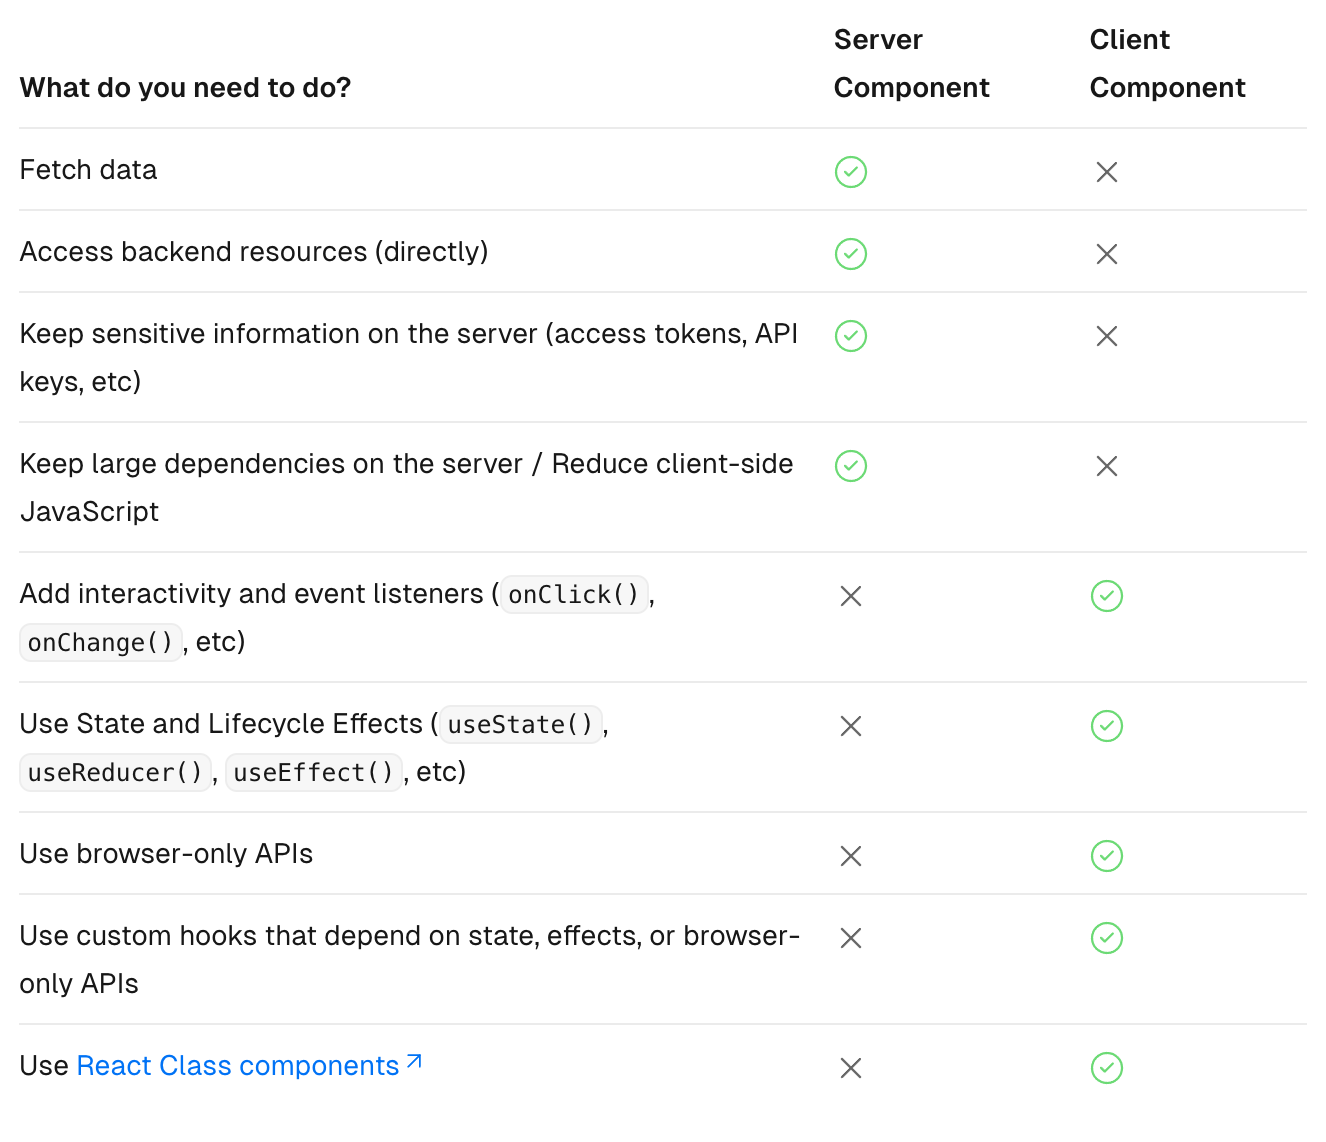 Server
Component
Client
Component
What do you need to do?
Fetch data
Access backend resources (directly)
Keep sensitive information on the server (access tokens, API
keys, etc)
Keep large dependencies on the server / Reduce client-side
JavaScript
Add interactivity and event listeners (onClick(),
onChange(), etc)
Use State and Lifecycle Effects (useState(),
useReducer(), useEffect(), etc)
Use browser-only APIs
Use custom hooks that depend on state, effects, or browser-
only APIs
Use React Class components